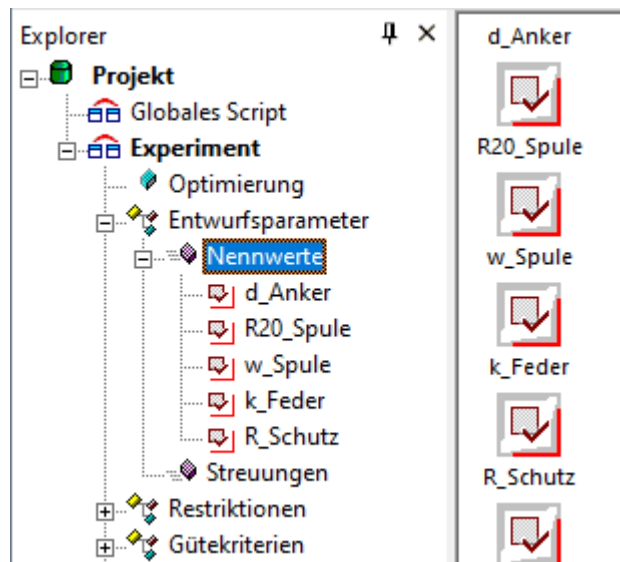 Explorer
Projekt
Globales Script
Experiment
Optimierung
Entwurfsparameter
Nennwerte
d_Anker
R20_Spule
w_Spule
k_Feder
R_Schutz
Streuungen
Restriktionen
Gütekriterien
d_Anker
R20_Spule
w_Spule
k_Feder
R_Schutz